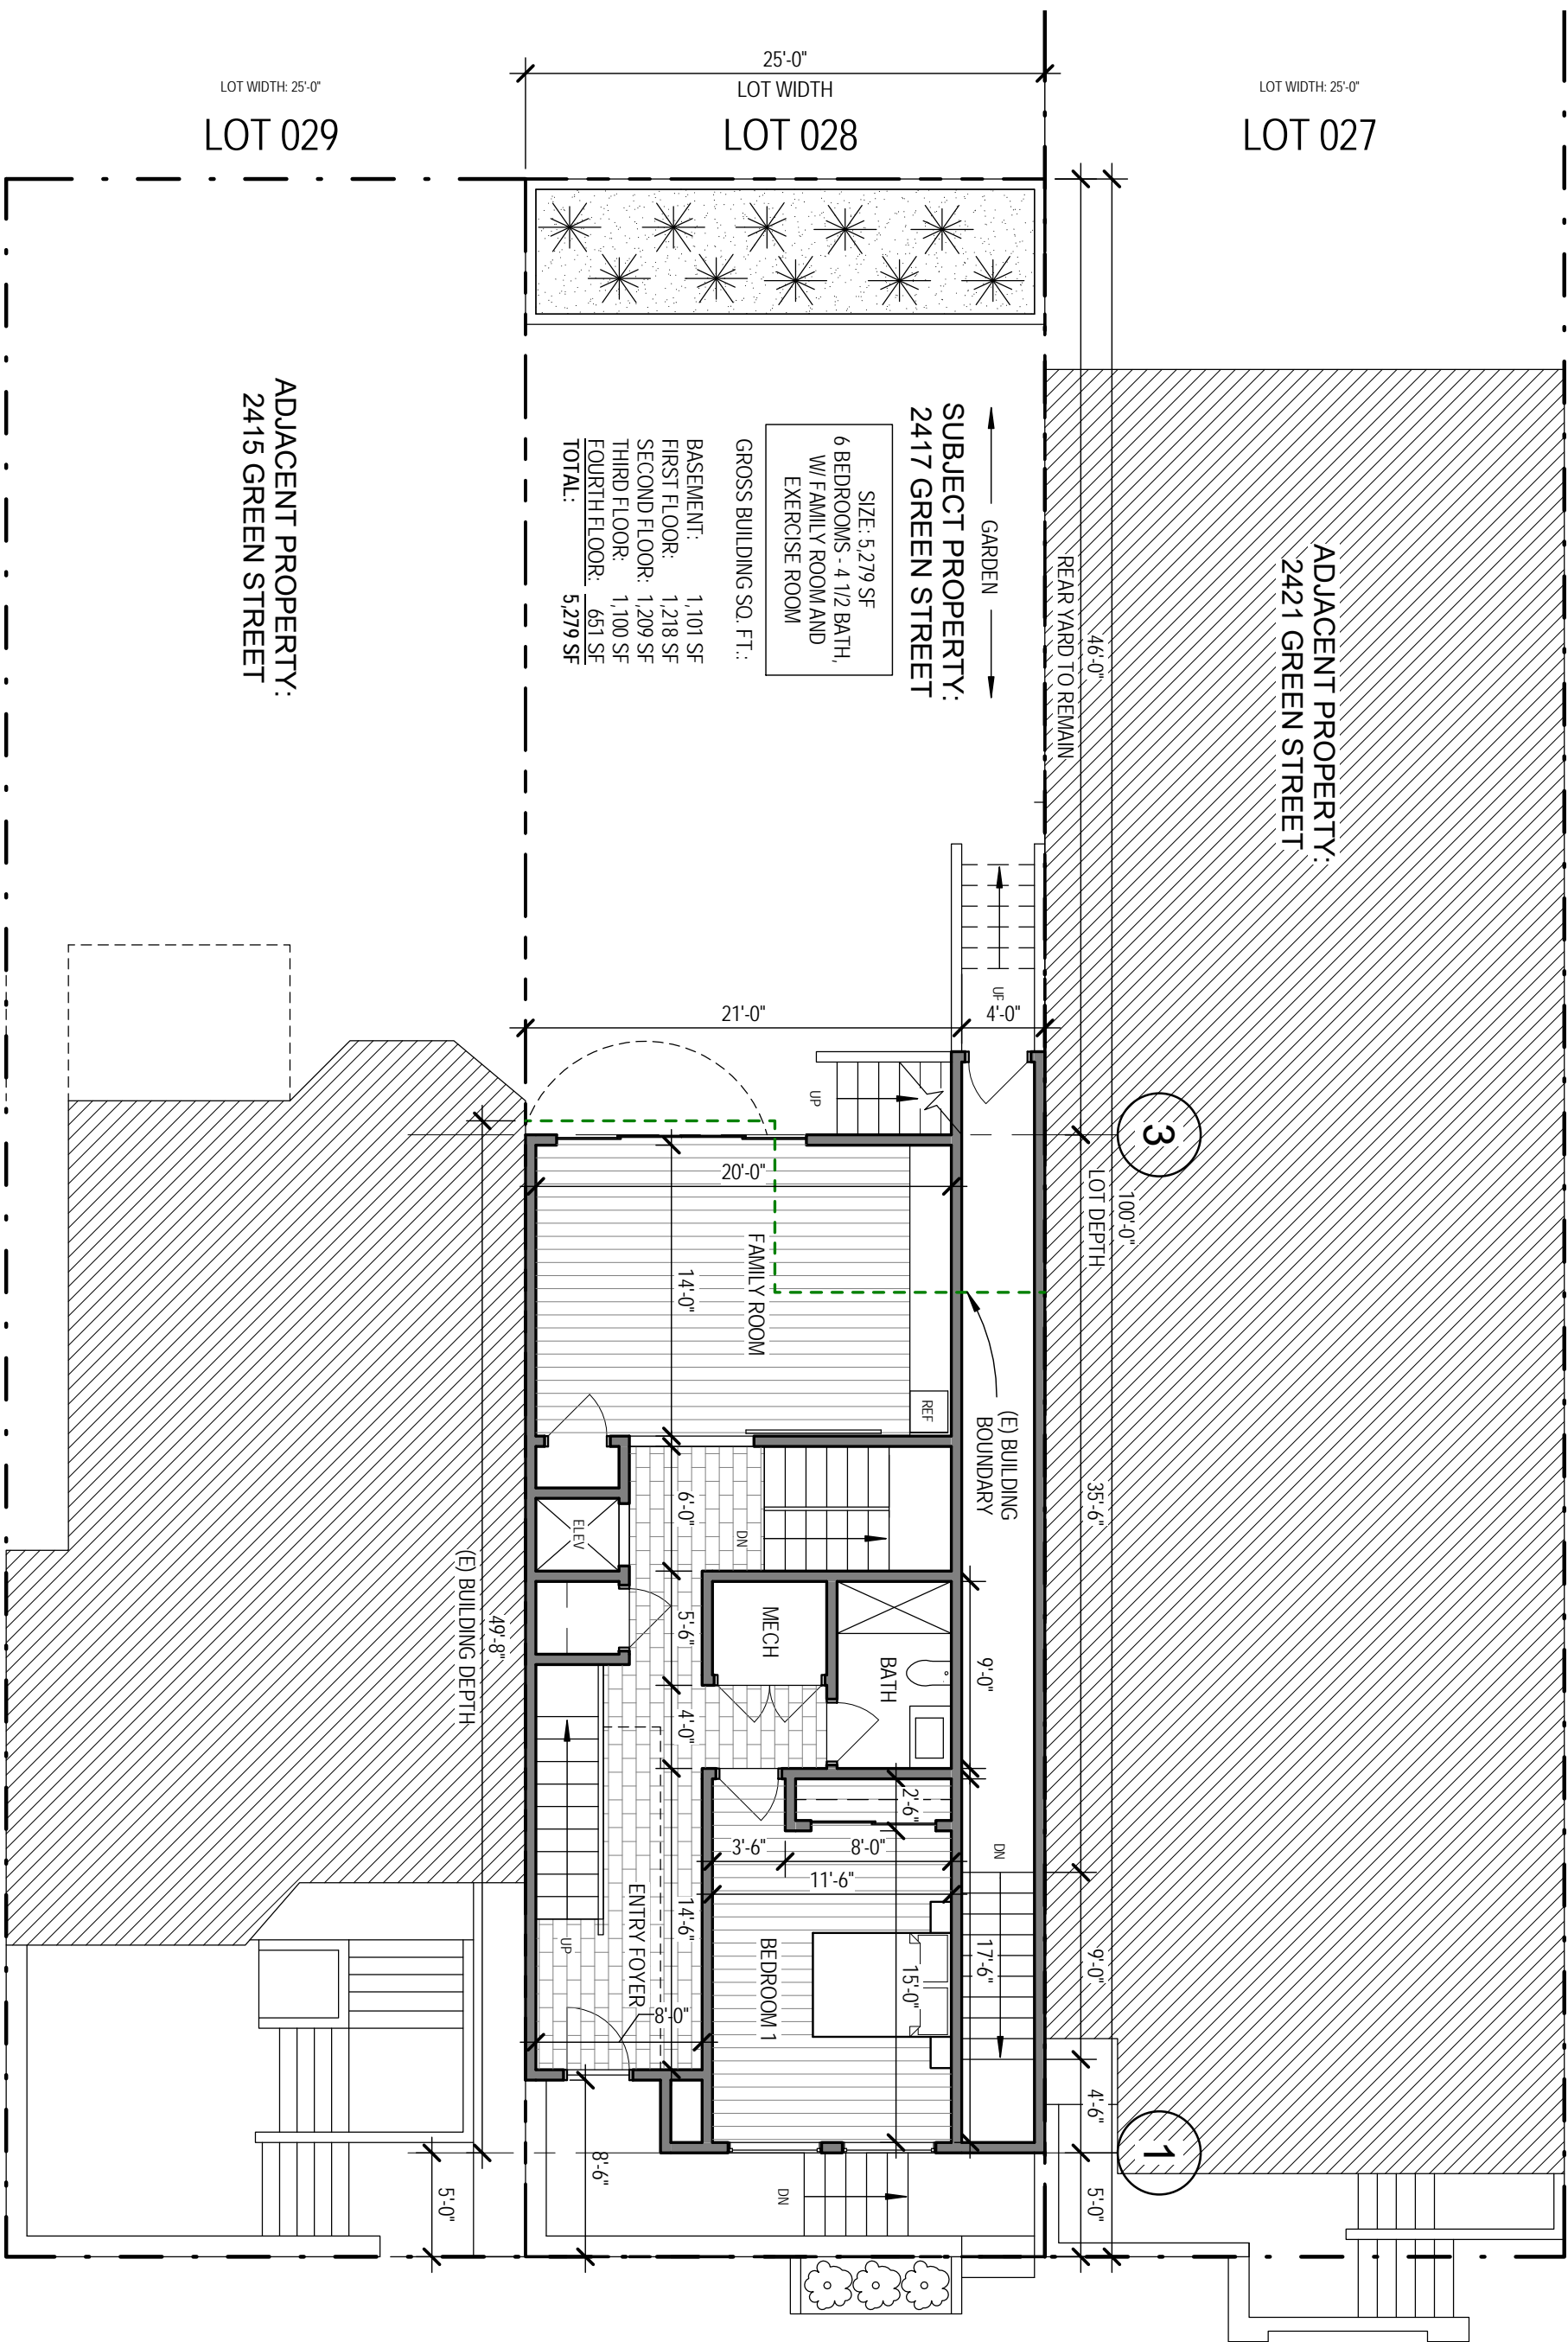 25'-0"
LOT WIDTH
LOT WIDTH: 25'-0"
LOT 029
LOT 028
LOT WIDTH: 25'-0"
LOT 027
ADJACENT PROPERTY:
2421 GREEN STREET
46'-0"
REAR YARD TO REMAIN
GARDEN
SUBJECT PROPERTY:
2417 GREEN STREET
SIZE: 5,279 SF
6 BEDROOMS - 4 1/2 BATH,
W/ FAMILY ROOM AND
EXERCISE ROOM
GROSS BUILDING SQ. FT.:
BASEMENT: 1,101 SF
FIRST FLOOR: 1,218 SF
SECOND FLOOR: 1,209 SF
THIRD FLOOR: 1,100 SF
FOURTH FLOOR: 651 SF
TOTAL: 5,279 SF
ADJACENT PROPERTY:
2415 GREEN STREET
21'-0"
4'-0"
UP
UP
3
100'-0"
LOT DEPTH
20'-0"
FAMILY ROOM
14'-0"
REF
(E) BUILDING
BOUNDARY
35'-6"
6'-0"
DN
ELEV
49'-8"
(E) BUILDING DEPTH
5'-6"
MECH
BATH
9'-0"
4'-0"
2'-6"
3'-6"
8'-0"
11'-6"
DN
17'-6"
9'-0"
15'-0"
BEDROOM 1
14'-6"
ENTRY FOYER
UP
8'-0"
4'-6"
1
8'-6"
DN
5'-0"
5'-0"